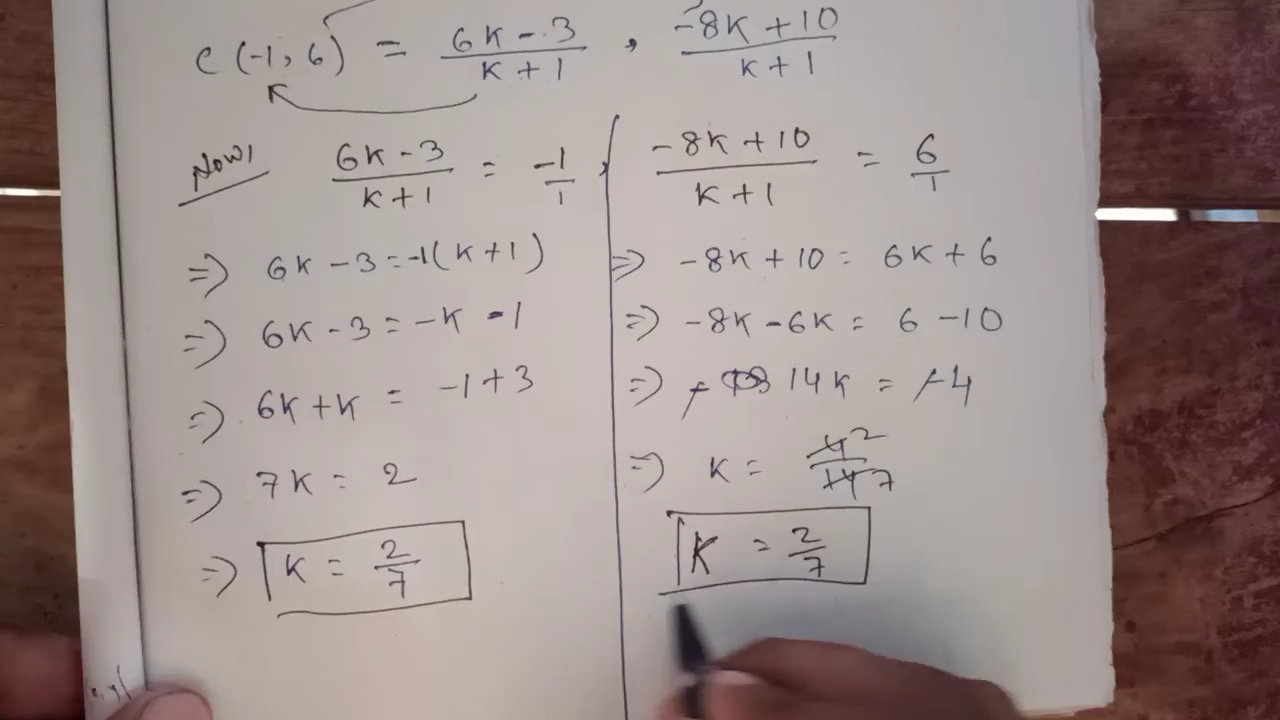 C(-1, 6) = 6K-3/K+1 , -8K+10/K+1
Now, 6K-3/K+1 = -1/1 ,
=) 6K-3=-1(K+1)
=) 6K-3=-K-1
=) 6K+K = -1+3
=) 7K = 2
=) K = 2/7
-8K+10/K+1 = 6/1
=) -8K+10 = 6K+6
=) -8K-6K = 6-10
=) -14K = -4
=) K = 4 2/14 7
K = 2/7